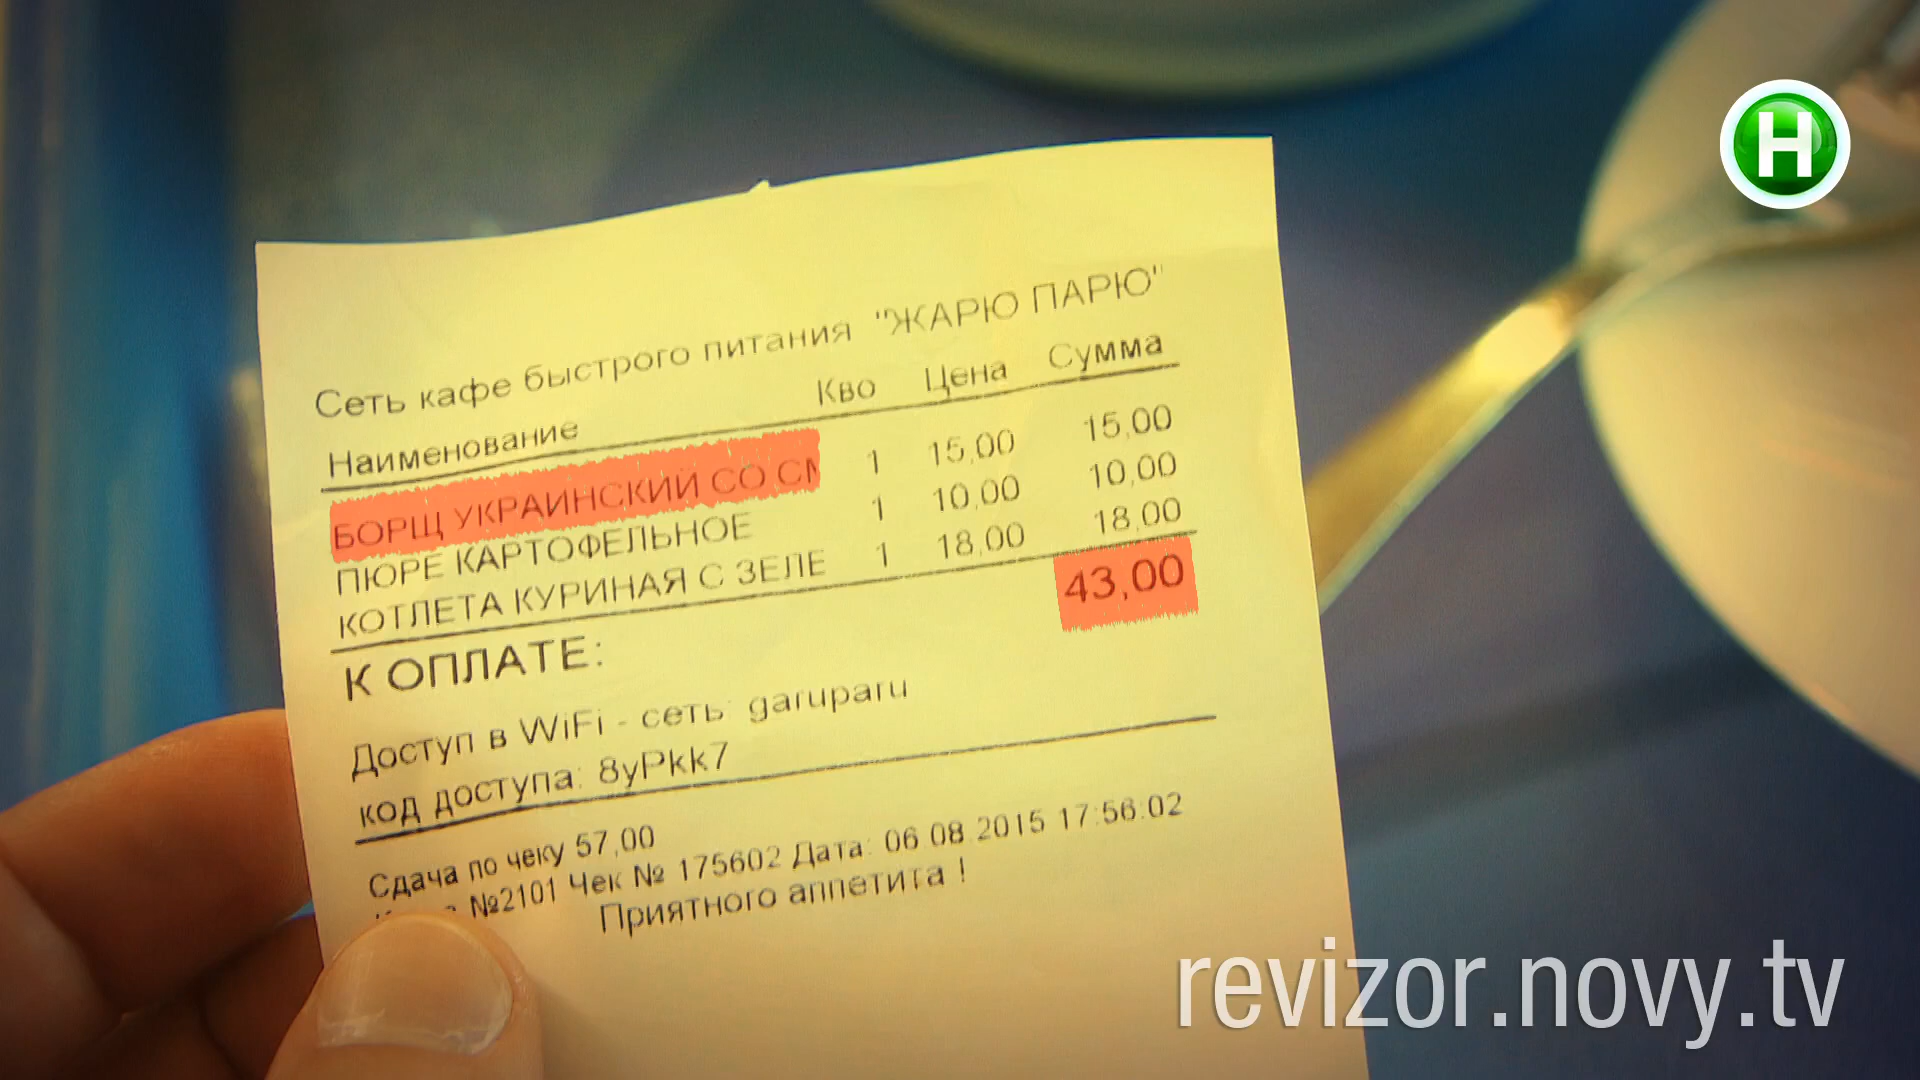 H
Сеть кафе быстрого питания "ЖАРЮ ПАРЮ"
Наименование Кво Цена Сумма
БОРЩ УКРАИНСКИЙ СО СМ 1 15,00 15,00
ПЮРЕ КАРТОФЕЛЬНОЕ 1 10,00 10,00
КОТЛЕТА КУРИНАЯ С ЗЕЛЕ 1 18,00 18,00
К ОПЛАТЕ: 43,00
Доступ в WiFi - сеть: garuparu
код доступа: 8yPkk7
Сдача по чеку 57,00
№2101 Чек № 175602 Дата: 06.08.2015 17:56:02
Приятного аппетита !
revizor.novy.tv